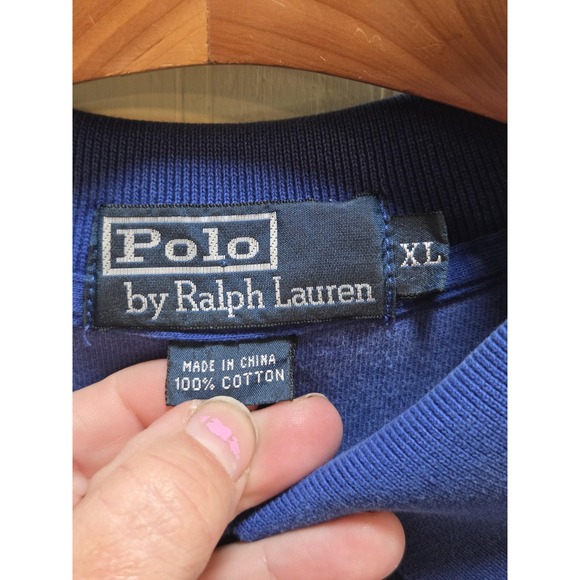 Polo
by Ralph Lauren
XL
MADE IN CHINA
100% COTTON